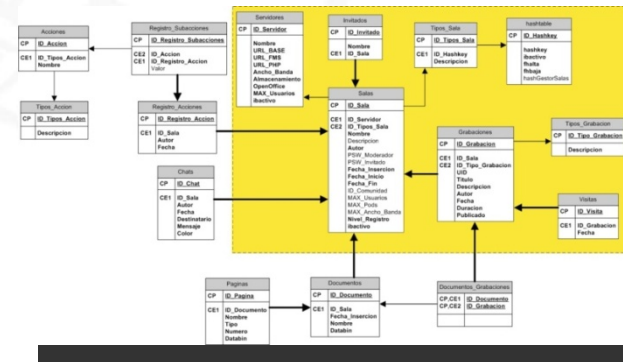 Acciones
CP ID_Accion
CE1 ID_Tipos_Accion
Nombre
Tipos_Accion
CP ID_Tipos_Accion
Descripcion
Registro_Subacciones
CP ID_Registro_Subacciones
CE2 ID_Accion
CE1 ID_Registro_Accion
Valor
Registro_Acciones
CP ID_Registro_Accion
CE1 ID_Sala
Autor
Fecha
Chats
CP ID_Chat
CE1 ID_Sala
Autor
Fecha
Destinatario
Mensaje
Color
Servidores
CP ID_Servidor
Nombre
URL_BASE
URL_FMS
URL_PHP
Ancho_Banda
Almacenamiento
OpenOffice
MAX_Usuarios
ibactivo
Invitados
CP ID_Invitado
Nombre
CE1 ID_Sala
Salas
CP ID_Sala
CE1 ID_Servidor
CE2 ID_Tipos_Sala
Nombre
Descripcion
Autor
PSW_Moderador
PSW_Invitado
Fecha_Insercion
Fecha_Inicio
Fecha_Fin
ID_Comunidad
MAX_Usuarios
MAX_Pods
MAX_Ancho_Banda
Nivel_Registro
ibactivo
Tipos_Sala
CP ID_Tipos_Sala
CE1 ID_Hashkey
Descripcion
hashtable
CP ID_Hashkey
hashkey
ibactivo
fhalta
fhbaja
hashGestorSalas
Grabaciones
CP ID_Grabacion
CE1 ID_Sala
CE2 ID_Tipo_Grabacion
UID
Titulo
Descripcion
Autor
Fecha
Duracion
Publicado
Tipos_Grabacion
CP ID_Tipo_Grabacion
Descripcion
Visitas
CP ID_Visita
CE1 ID_Grabacion
Fecha
Paginas
CP ID_Pagina
CE1 ID_Documento
Nombre
Tipo
Numero
Databin
Documentos
CP ID_Documento
CE1 ID_Sala
Fecha_Insercion
Nombre
Databin
Documentos_Grabaciones
CP,CE1 ID_Documento
CP,CE2 ID_Grabacion